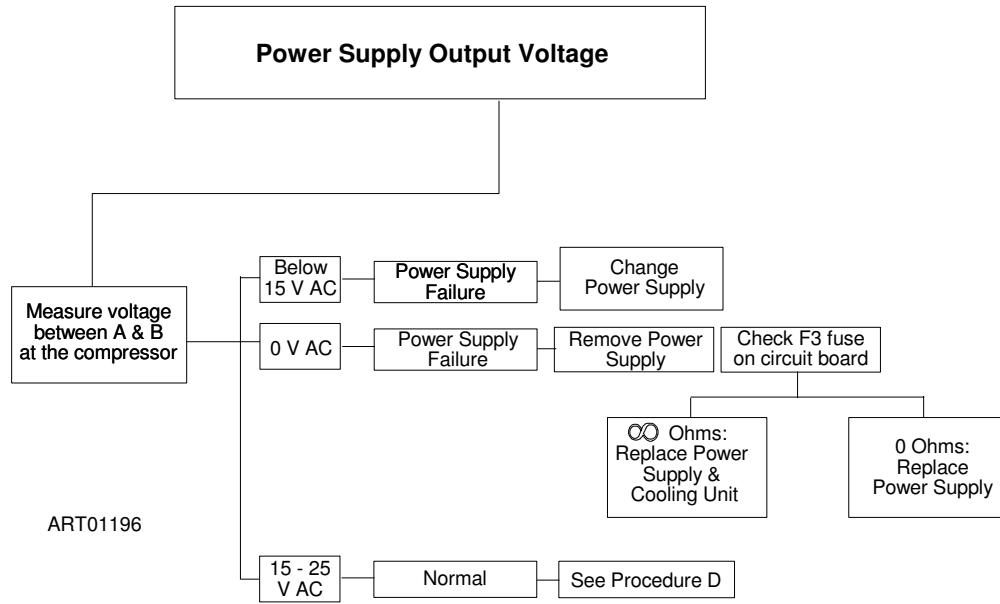 Power Supply Output Voltage
Measure voltage
between A & B
at the compressor
Below
15 V AC
Power Supply
Failure
Change
Power Supply
0 V AC
Power Supply
Failure
Remove Power
Supply
Check F3 fuse
on circuit board
∞ Ohms:
Replace Power
Supply &
Cooling Unit
0 Ohms:
Replace
Power Supply
ART01196
15 - 25
V AC
Normal
See Procedure D